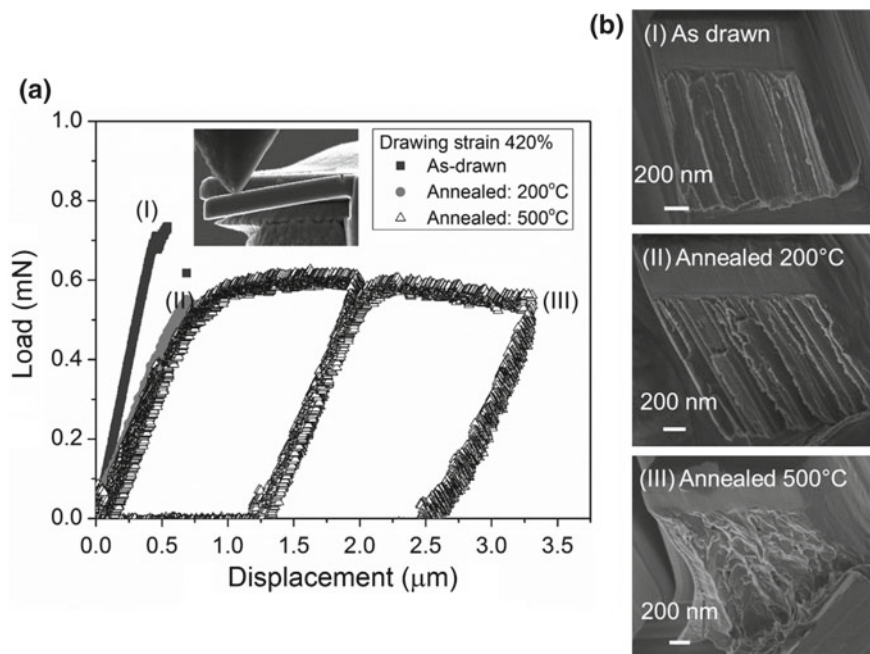 (a)
1.0
0.8
0.6
0.4
0.2
0.0
Load (mN)
0.0 0.5 1.0 1.5 2.0 2.5 3.0 3.5
Displacement (μm)
Drawing strain 420%
As-drawn
Annealed: 200°C
Annealed: 500°C
(I)
(II)
(III)
(b)
(I) As drawn
200 nm
(II) Annealed 200°C
200 nm
(III) Annealed 500°C
200 nm